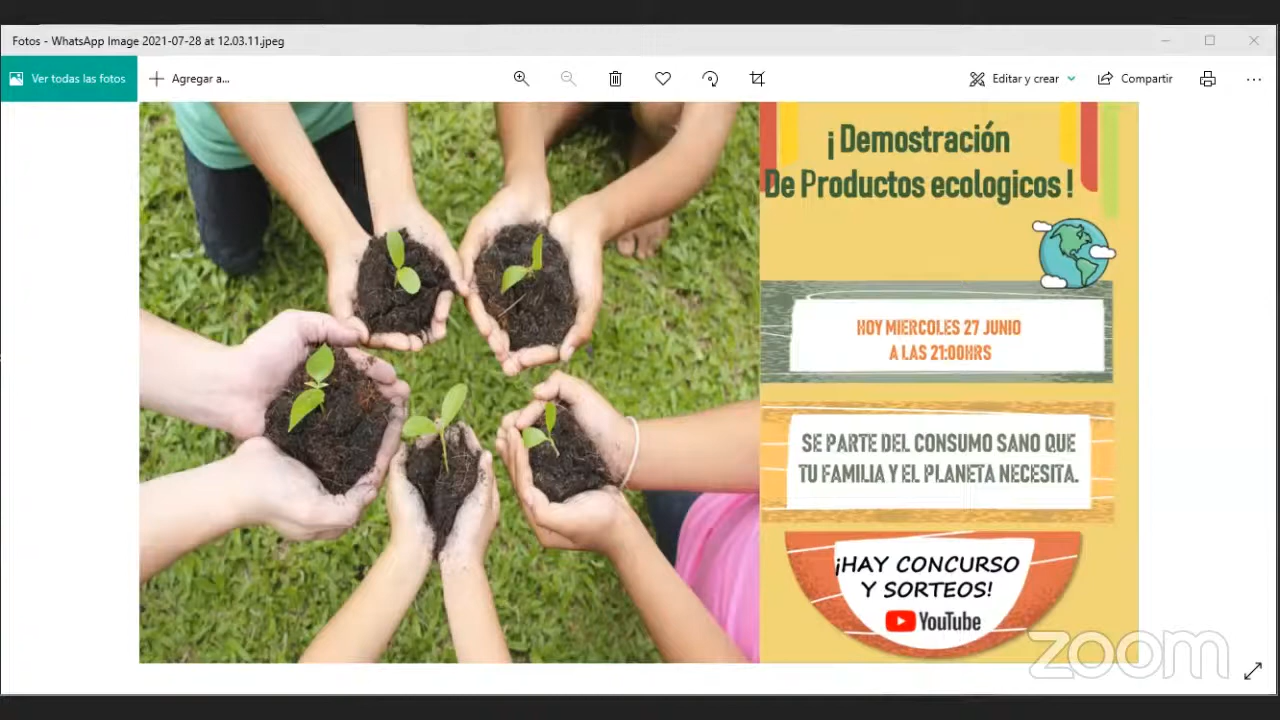 Fotos - WhatsApp Image 2021-07-28 at 12.03.11.jpeg
Ver todas las fotos
Agregar a...
Editar y crear
Compartir
¡ Demostración
De Productos ecologicos !
HOY MIERCOLES 27 JUNIO
A LAS 21:00HRS
SE PARTE DEL CONSUMO SANO QUE
TU FAMILIA Y EL PLANETA NECESITA.
¡HAY CONCURSO
Y SORTEOS!
YouTube
zoom